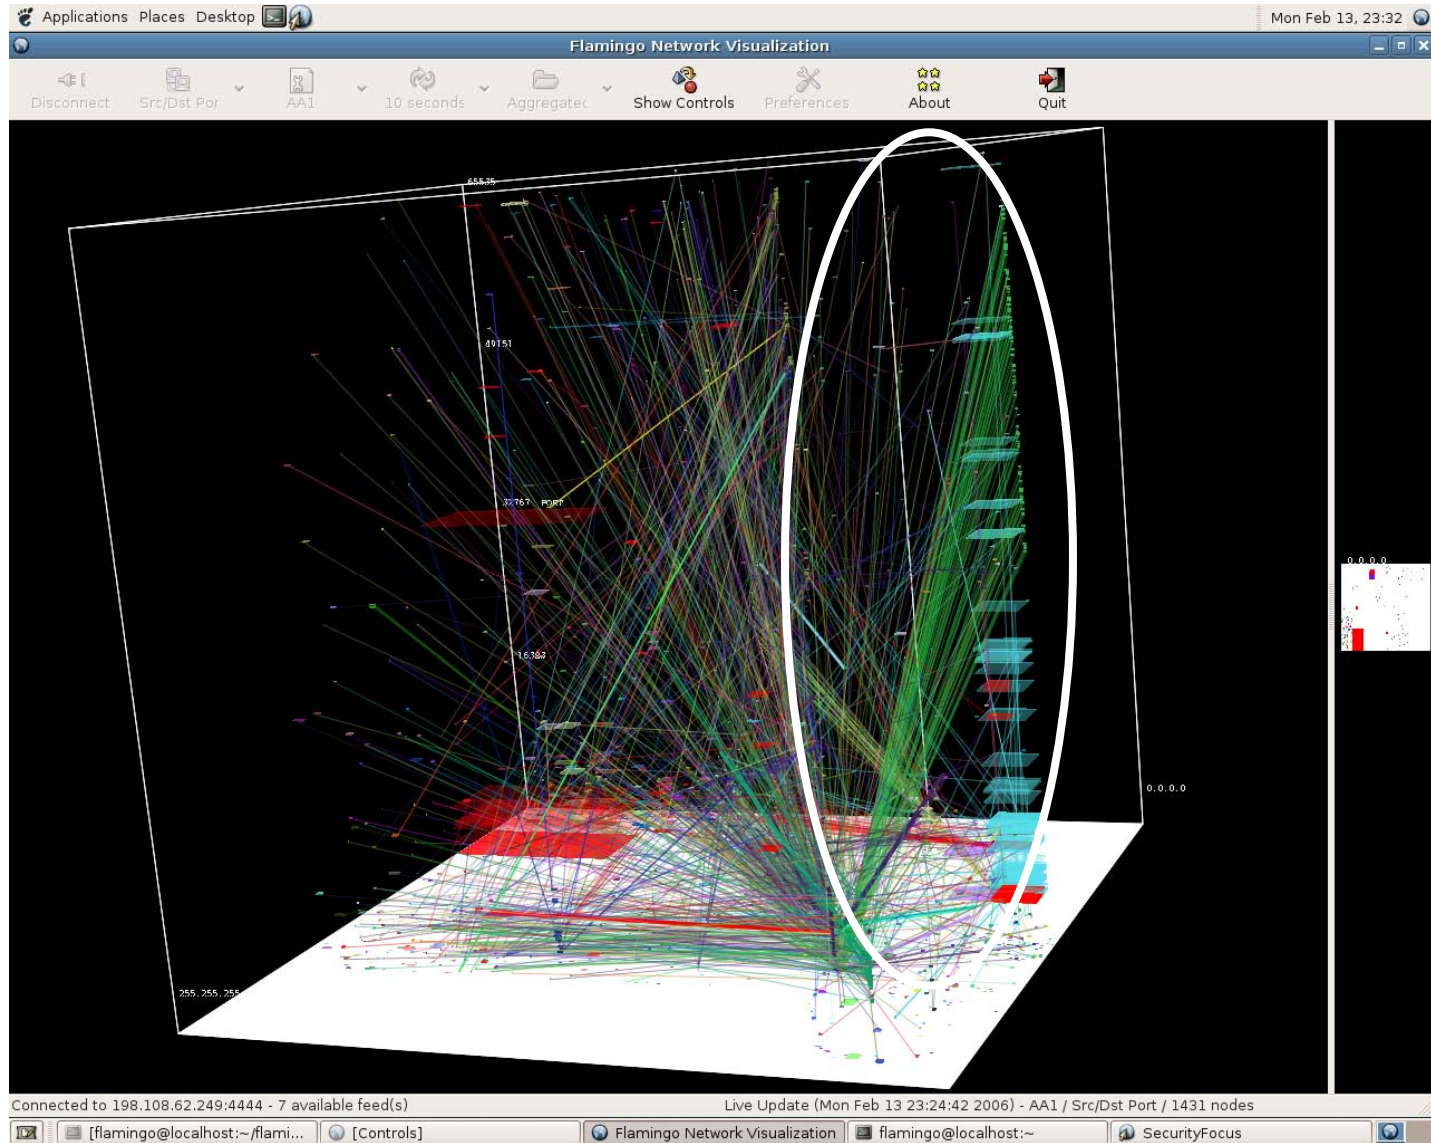 Applications Places Desktop Mon Feb 13, 23:32
Flamingo Network Visualization
Disconnect Src/Dst Por AA1 10 seconds Aggregatec Show Controls Preferences About Quit
65535
49151
32767 PORT
16383
0.0.0.0
0.0.0.0
255.255.255
Connected to 198.108.62.249:4444 - 7 available feed(s) Live Update (Mon Feb 13 23:24:42 2006) - AA1 / Src/Dst Port / 1431 nodes
[flamingo@localhost:~/flami... [Controls] Flamingo Network Visualization flamingo@localhost:~ SecurityFocus